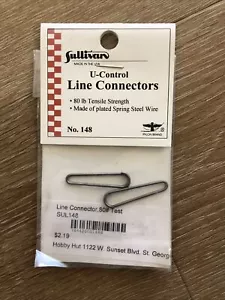 Sullivan
MADE IN THE USA
U-Control
Line Connectors
• 80 lb Tensile Strength
• Made of plated Spring Steel Wire
No. 148
Line Connector, 80# Test
SUL148
$2.19
Hobby Hut 1122 W Sunset Blvd. St. George